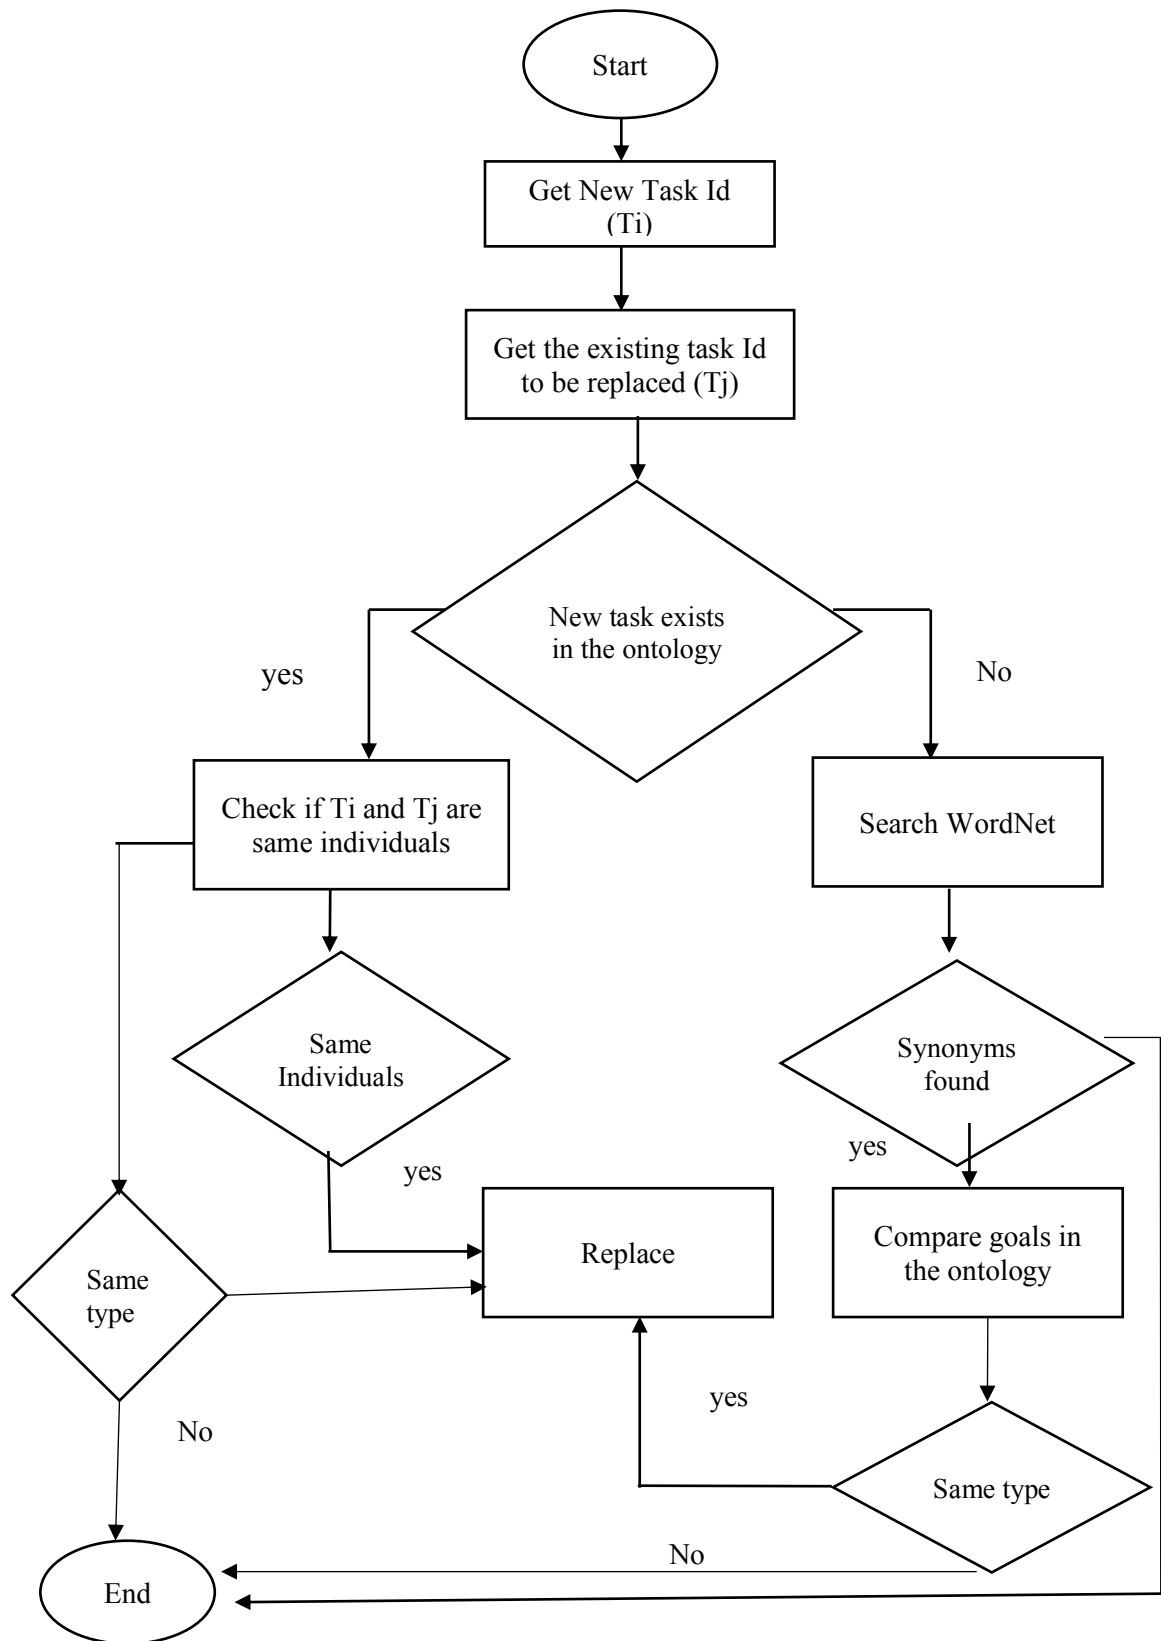 Start
Get New Task Id
(Ti)
Get the existing task Id
to be replaced (Tj)
New task exists
in the ontology
yes
No
Check if Ti and Tj are
same individuals
Search WordNet
Same
Individuals
Synonyms
found
yes
yes
Same
type
Replace
Compare goals in
the ontology
yes
No
Same type
No
End